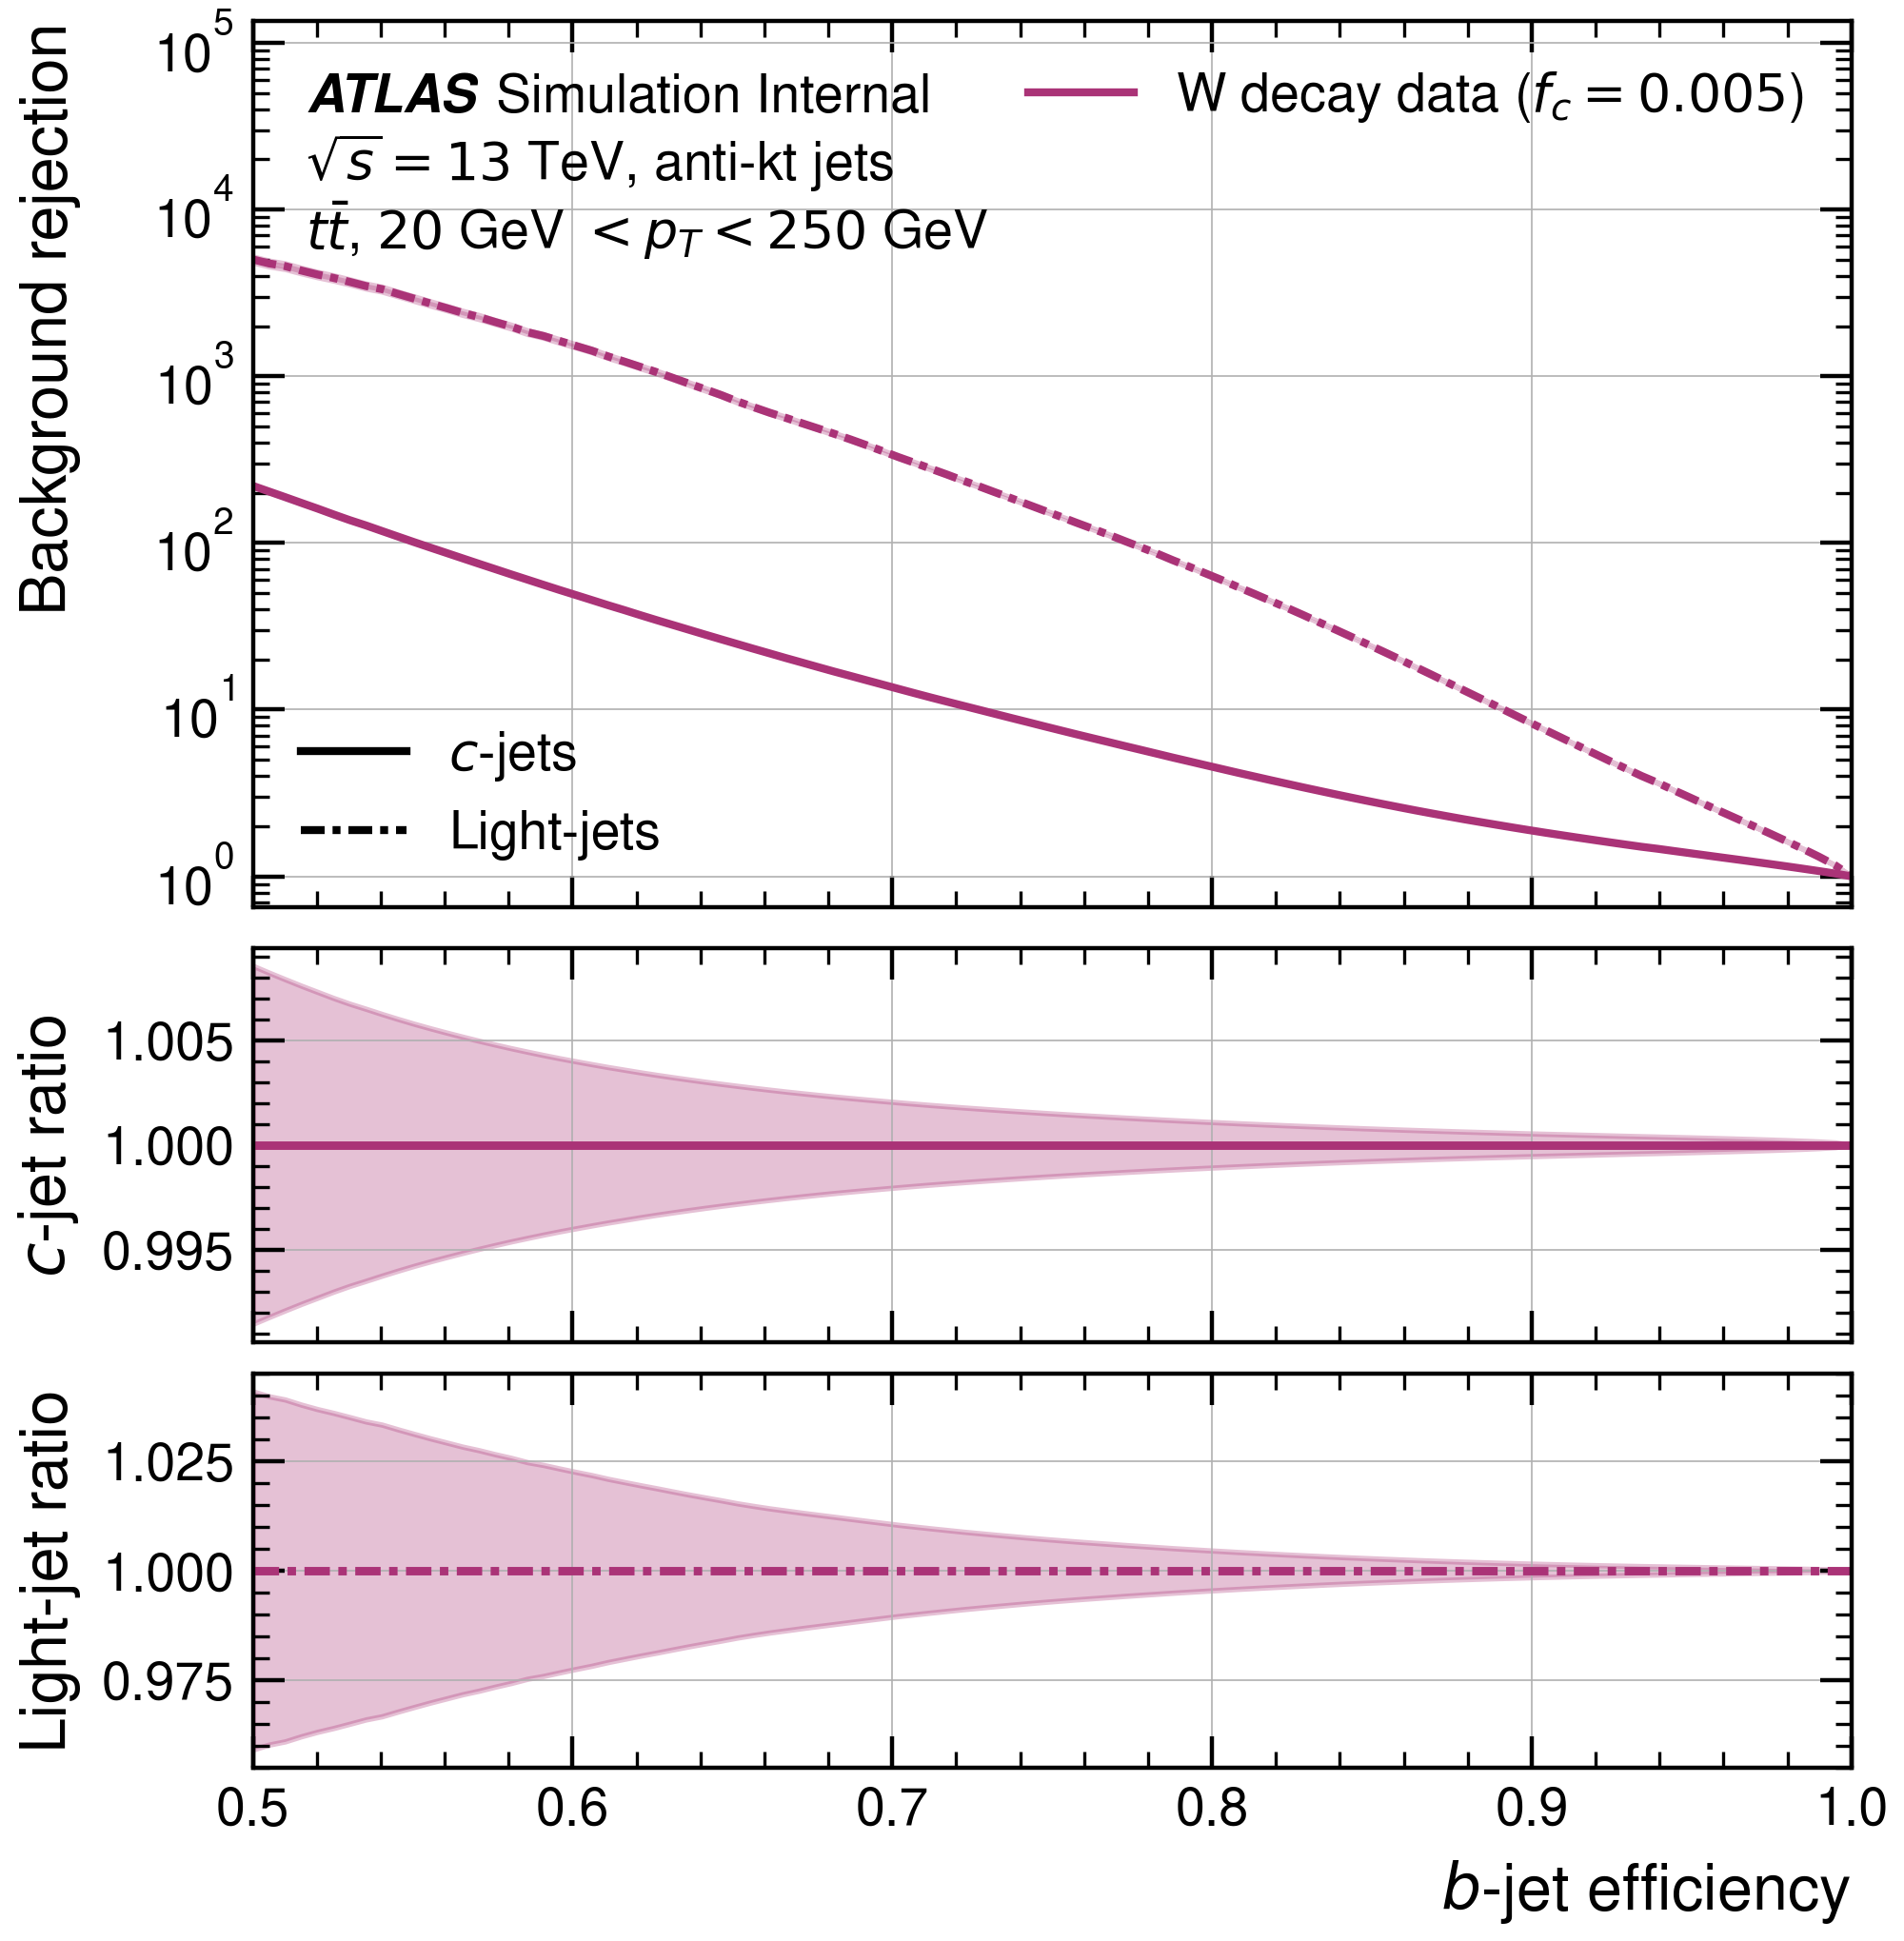 Background rejection
10^5
10^4
10^3
10^2
10^1
10^0
ATLAS Simulation Internal
√s = 13 TeV, anti-kt jets
tt̄, 20 GeV < p_T < 250 GeV
W decay data (f_c = 0.005)
c-jets
Light-jets
c-jet ratio
1.005
1.000
0.995
Light-jet ratio
1.025
1.000
0.975
0.5 0.6 0.7 0.8 0.9 1.0
b-jet efficiency